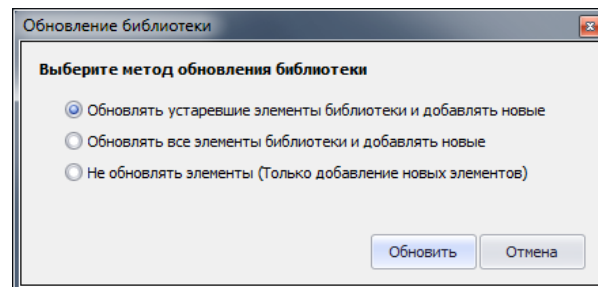 Обновление библиотеки
Выберите метод обновления библиотеки
Обновлять устаревшие элементы библиотеки и добавлять новые
Обновлять все элементы библиотеки и добавлять новые
Не обновлять элементы (Только добавление новых элементов)
Обновить Отмена